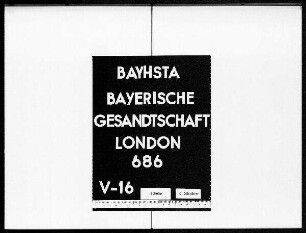 BAYHSTA
BAYERISCHE
GESANDTSCHAFT
LONDON
686
V-16